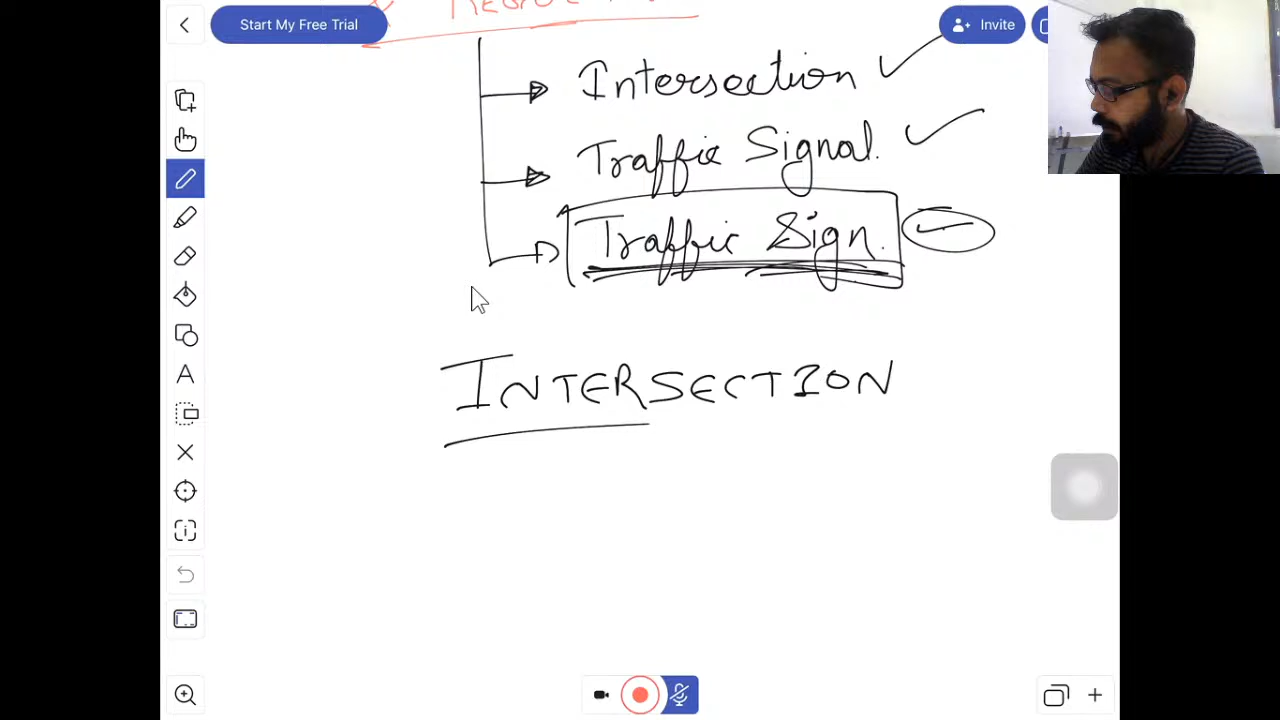 Start My Free Trial
Invite
Intersection
Traffic Signal.
Traffic Sign.
INTERSECTION
A